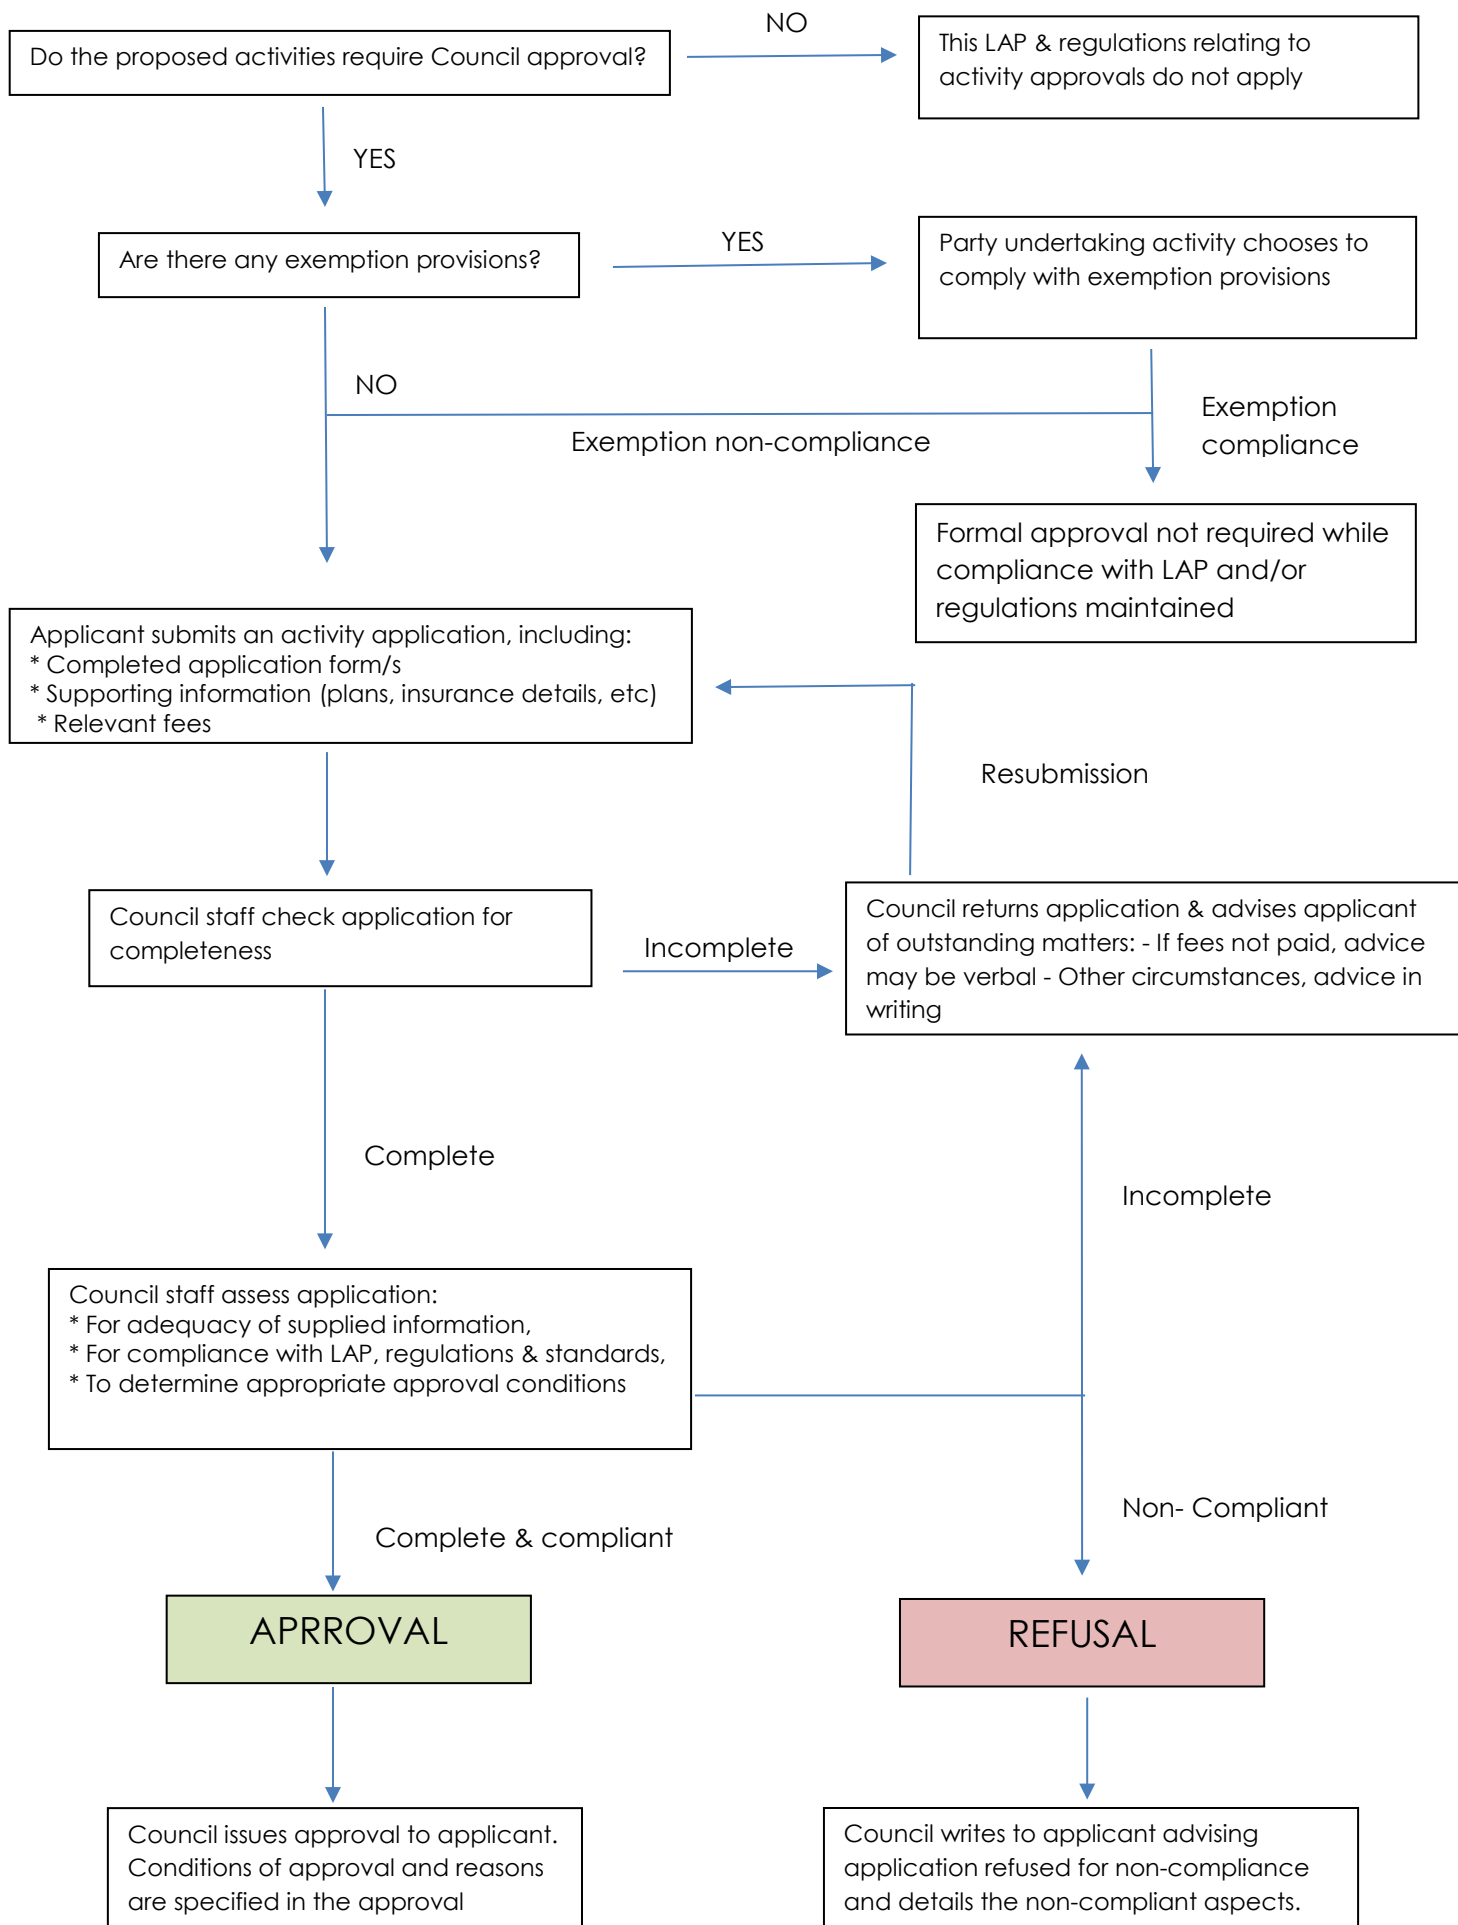 NO
Do the proposed activities require Council approval?
This LAP & regulations relating to
activity approvals do not apply
YES
Are there any exemption provisions?
YES
Party undertaking activity chooses to
comply with exemption provisions
NO
Exemption non-compliance
Exemption
compliance
Formal approval not required while
compliance with LAP and/or
regulations maintained
Applicant submits an activity application, including:
* Completed application form/s
* Supporting information (plans, insurance details, etc)
* Relevant fees
Resubmission
Council staff check application for
completeness
Incomplete
Council returns application & advises applicant
of outstanding matters: - If fees not paid, advice
may be verbal - Other circumstances, advice in
writing
Complete
Incomplete
Council staff assess application:
* For adequacy of supplied information,
* For compliance with LAP, regulations & standards,
* To determine appropriate approval conditions
Complete & compliant
Non- Compliant
APRROVAL
REFUSAL
Council issues approval to applicant.
Conditions of approval and reasons
are specified in the approval
Council writes to applicant advising
application refused for non-compliance
and details the non-compliant aspects.